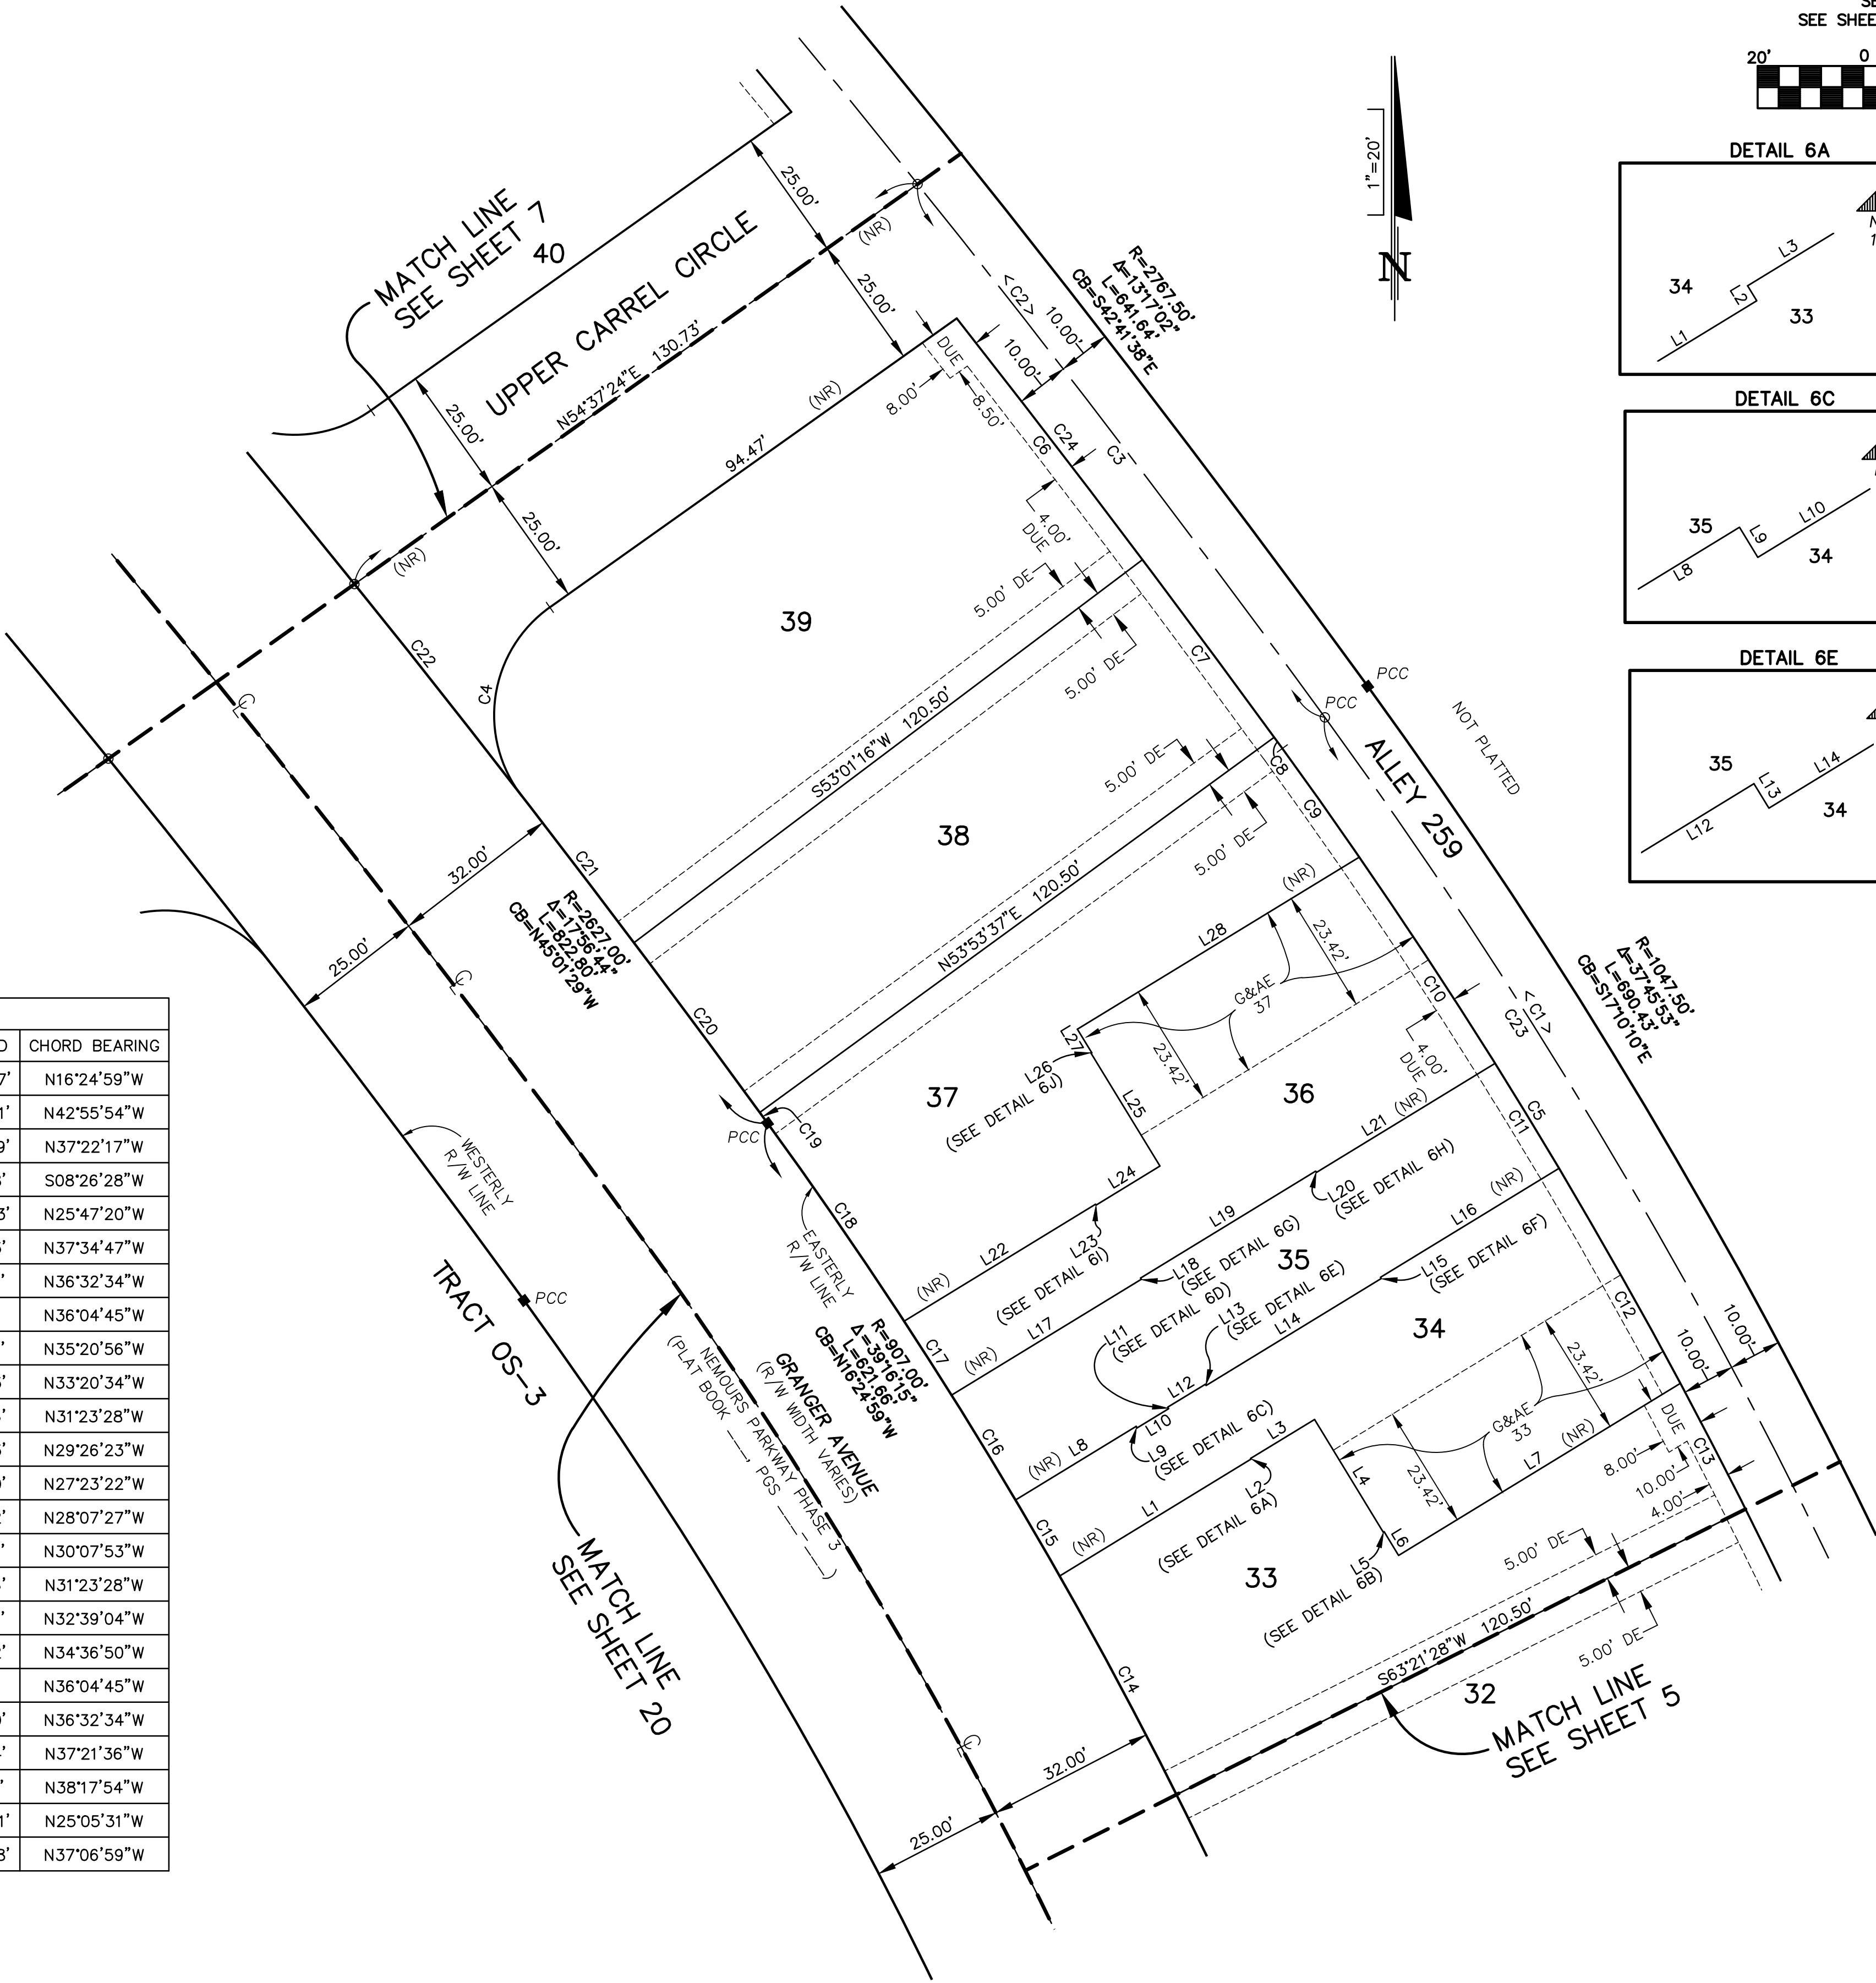 SEE SHEE
20'
0
DETAIL 6A
L1
L2
L3
34
33
DETAIL 6C
L8
L9
L10
35
34
DETAIL 6E
L12
L13
L14
35
34
1"=20'
N
MATCH LINE
SEE SHEET 7
40
UPPER CARREL CIRCLE
N54°37'24"E 130.73'
(NR)
(NR)
(NR)
25.00'
25.00'
25.00'
25.00'
94.47'
<C2>
R=2767.50'
Δ=13°17'02"
L=641.64'
CB=S42°41'38"E
10.00'
10.00'
DUE
8.00'
8.50'
C6
C24
C3
4.00'
DUE
5.00' DE
5.00' DE
39
C22
C4
C7
PCC
PCC
NOT PLATTED
ALLEY 259
S53°01'16"W 120.50'
38
5.00' DE
5.00' DE
N53°53'37"E 120.50'
C8
C9
32.00'
25.00'
C21
R=2627.00'
Δ=17°56'44"
L=822.80'
CB=N45°01'29"W
C20
(NR)
L28
23.42'
G&AE
37
C10
<C1>
C23
R=1047.50'
Δ=37°45'53"
L=690.43'
CB=S17°10'10"E
L27
L26
(SEE DETAIL 6J)
L25
23.42'
4.00'
DUE
37
36
PCC
C19
C18
L24
L21
(NR)
C5
C11
L20
(SEE DETAIL 6H)
WESTERLY
R/W LINE
EASTERLY
R/W LINE
L22
L23
(SEE DETAIL 6I)
(NR)
L19
L18
(SEE DETAIL 6G)
35
L16
(NR)
L15
(SEE DETAIL 6F)
L17
(NR)
C17
L11
(SEE DETAIL 6D)
L13
(SEE DETAIL 6E)
L14
34
C12
10.00'
10.00'
TRACT OS-3
PCC
R=907.00'
Δ=39°16'15"
L=621.66'
CB=N16°24'59"W
GRANGER AVENUE
(R/W WIDTH VARIES)
NEMOURS PARKWAY PHASE 3
(PLAT BOOK ----, PGS ---- - ----)
L12
L10
L8
(NR)
L9
(SEE DETAIL 6C)
C16
23.42'
G&AE
33
L3
L2
(SEE DETAIL 6A)
L1
(NR)
C15
L4
23.42'
L7
(NR)
DUE
8.00'
10.00'
4.00'
C13
L5
(SEE DETAIL 6B)
L6
33
5.00' DE
5.00' DE
S63°21'28"W 120.50'
32
MATCH LINE
SEE SHEET 5
C14
32.00'
25.00'
MATCH LINE
SEE SHEET 20
CHORD BEARING
N16°24'59"W
N42°55'54"W
N37°22'17"W
S08°26'28"W
N25°47'20"W
N37°34'47"W
N36°32'34"W
N36°04'45"W
N35°20'56"W
N33°20'34"W
N31°23'28"W
N29°26'23"W
N27°23'22"W
N28°07'27"W
N30°07'53"W
N31°23'28"W
N32°39'04"W
N34°36'50"W
N36°04'45"W
N36°32'34"W
N37°21'36"W
N38°17'54"W
N25°05'31"W
N37°06'59"W